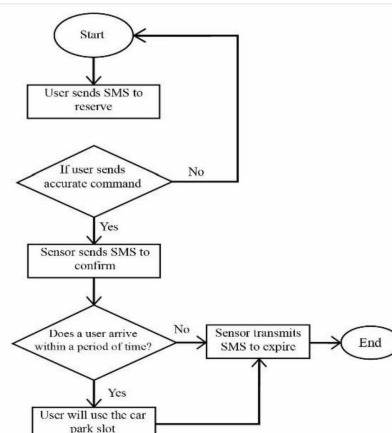 Start
User sends SMS to
reserve
If user sends
accurate command
No
Yes
Sensor sends SMS to
confirm
Does a user arrive
within a period of time?
No
Sensor transmits
SMS to expire
End
Yes
User will use the car
park slot